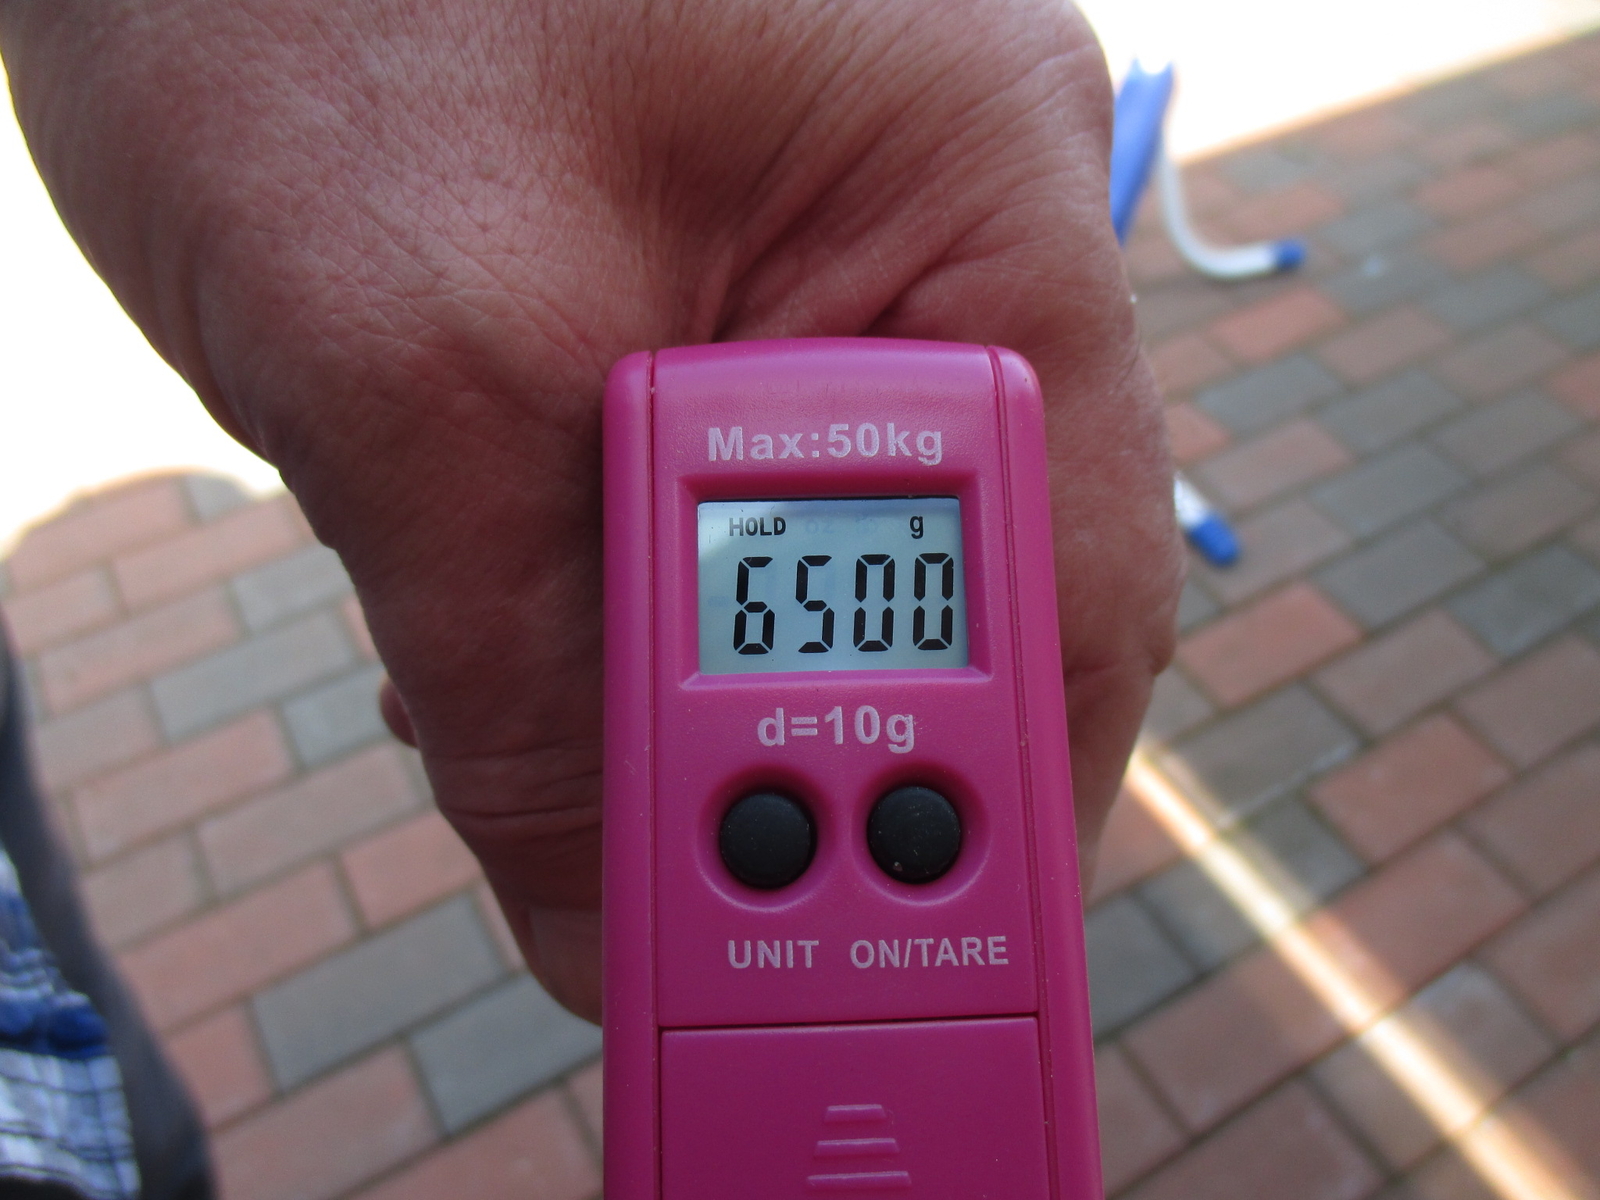 Max:50kg
HOLD g
6500
d=10g
UNIT ON/TARE